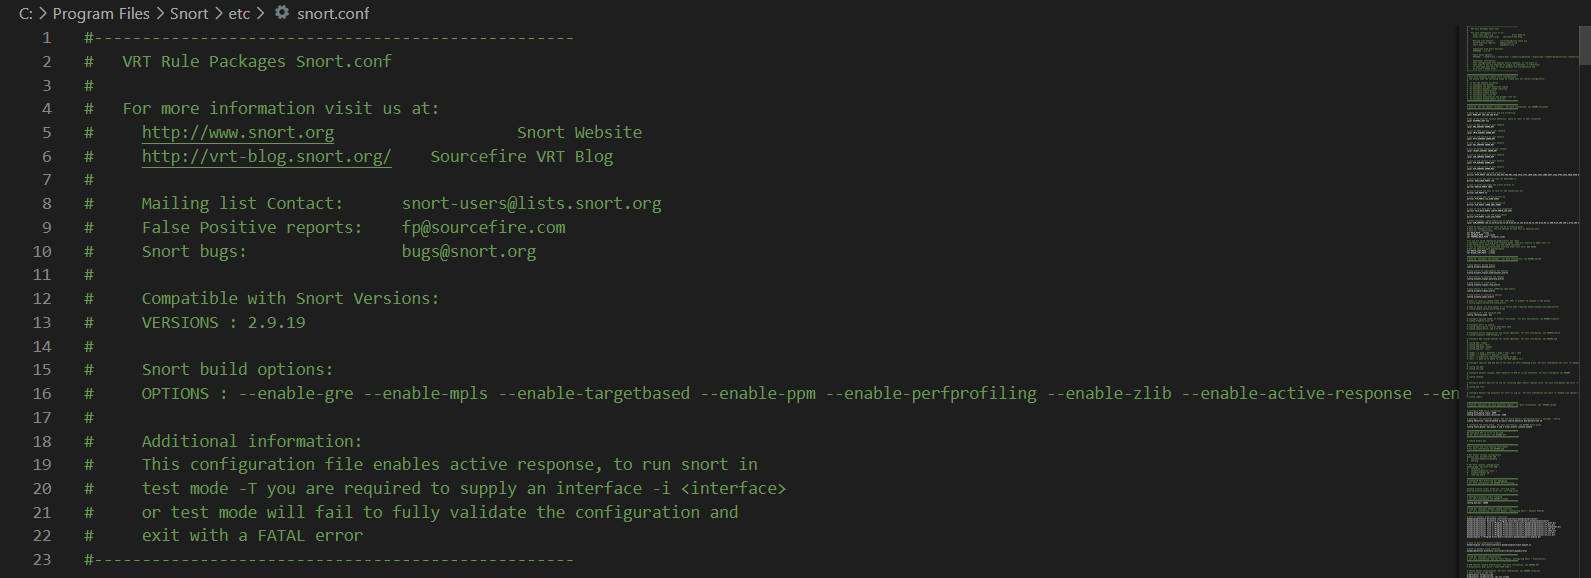 C: > Program Files > Snort > etc > snort.conf
1 #--------------------------------------------------
2 #   VRT Rule Packages Snort.conf
3 #
4 #   For more information visit us at:
5 #     http://www.snort.org                   Snort Website
6 #     http://vrt-blog.snort.org/    Sourcefire VRT Blog
7 #
8 #     Mailing list Contact:      snort-users@lists.snort.org
9 #     False Positive reports:    fp@sourcefire.com
10 #     Snort bugs:                bugs@snort.org
11 #
12 #     Compatible with Snort Versions:
13 #     VERSIONS : 2.9.19
14 #
15 #     Snort build options:
16 #     OPTIONS : --enable-gre --enable-mpls --enable-targetbased --enable-ppm --enable-perfprofiling --enable-zlib --enable-active-response --en
17 #
18 #     Additional information:
19 #     This configuration file enables active response, to run snort in
20 #     test mode -T you are required to supply an interface -i <interface>
21 #     or test mode will fail to fully validate the configuration and
22 #     exit with a FATAL error
23 #--------------------------------------------------